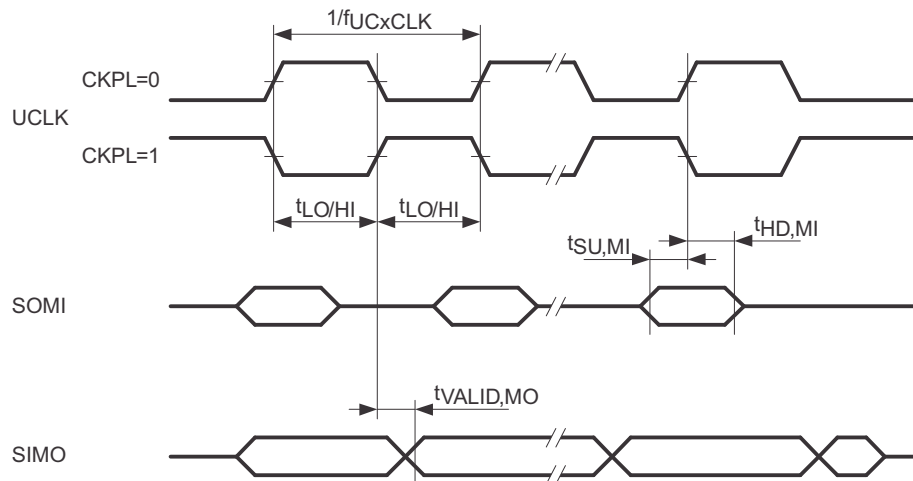 1/fUCxCLK
CKPL=0
UCLK
CKPL=1
tLO/HI tLO/HI
tHD,MI
tSU,MI
SOMI
tVALID,MO
SIMO